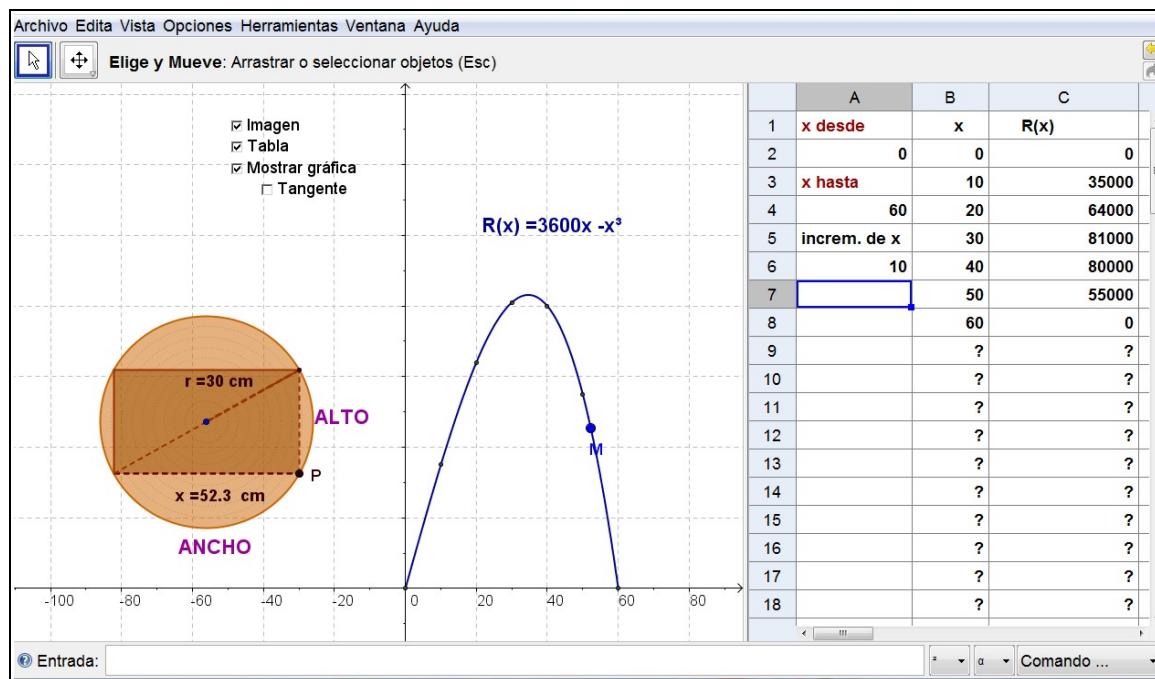 Archivo Edita Vista Opciones Herramientas Ventana Ayuda
Elige y Mueve: Arrastrar o seleccionar objetos (Esc)
Imagen
Tabla
Mostrar gráfica
Tangente
R(x) =3600x -x³
r =30 cm
ALTO
P
x =52.3 cm
ANCHO
M
-100 -80 -60 -40 -20 0 20 40 60 80
A B C
1 x desde x R(x)
2 0 0 0
3 x hasta 10 35000
4 60 20 64000
5 increm. de x 30 81000
6 10 40 80000
7 50 55000
8 60 0
9 ? ?
10 ? ?
11 ? ?
12 ? ?
13 ? ?
14 ? ?
15 ? ?
16 ? ?
17 ? ?
18 ? ?
Entrada: ² α Comando ...